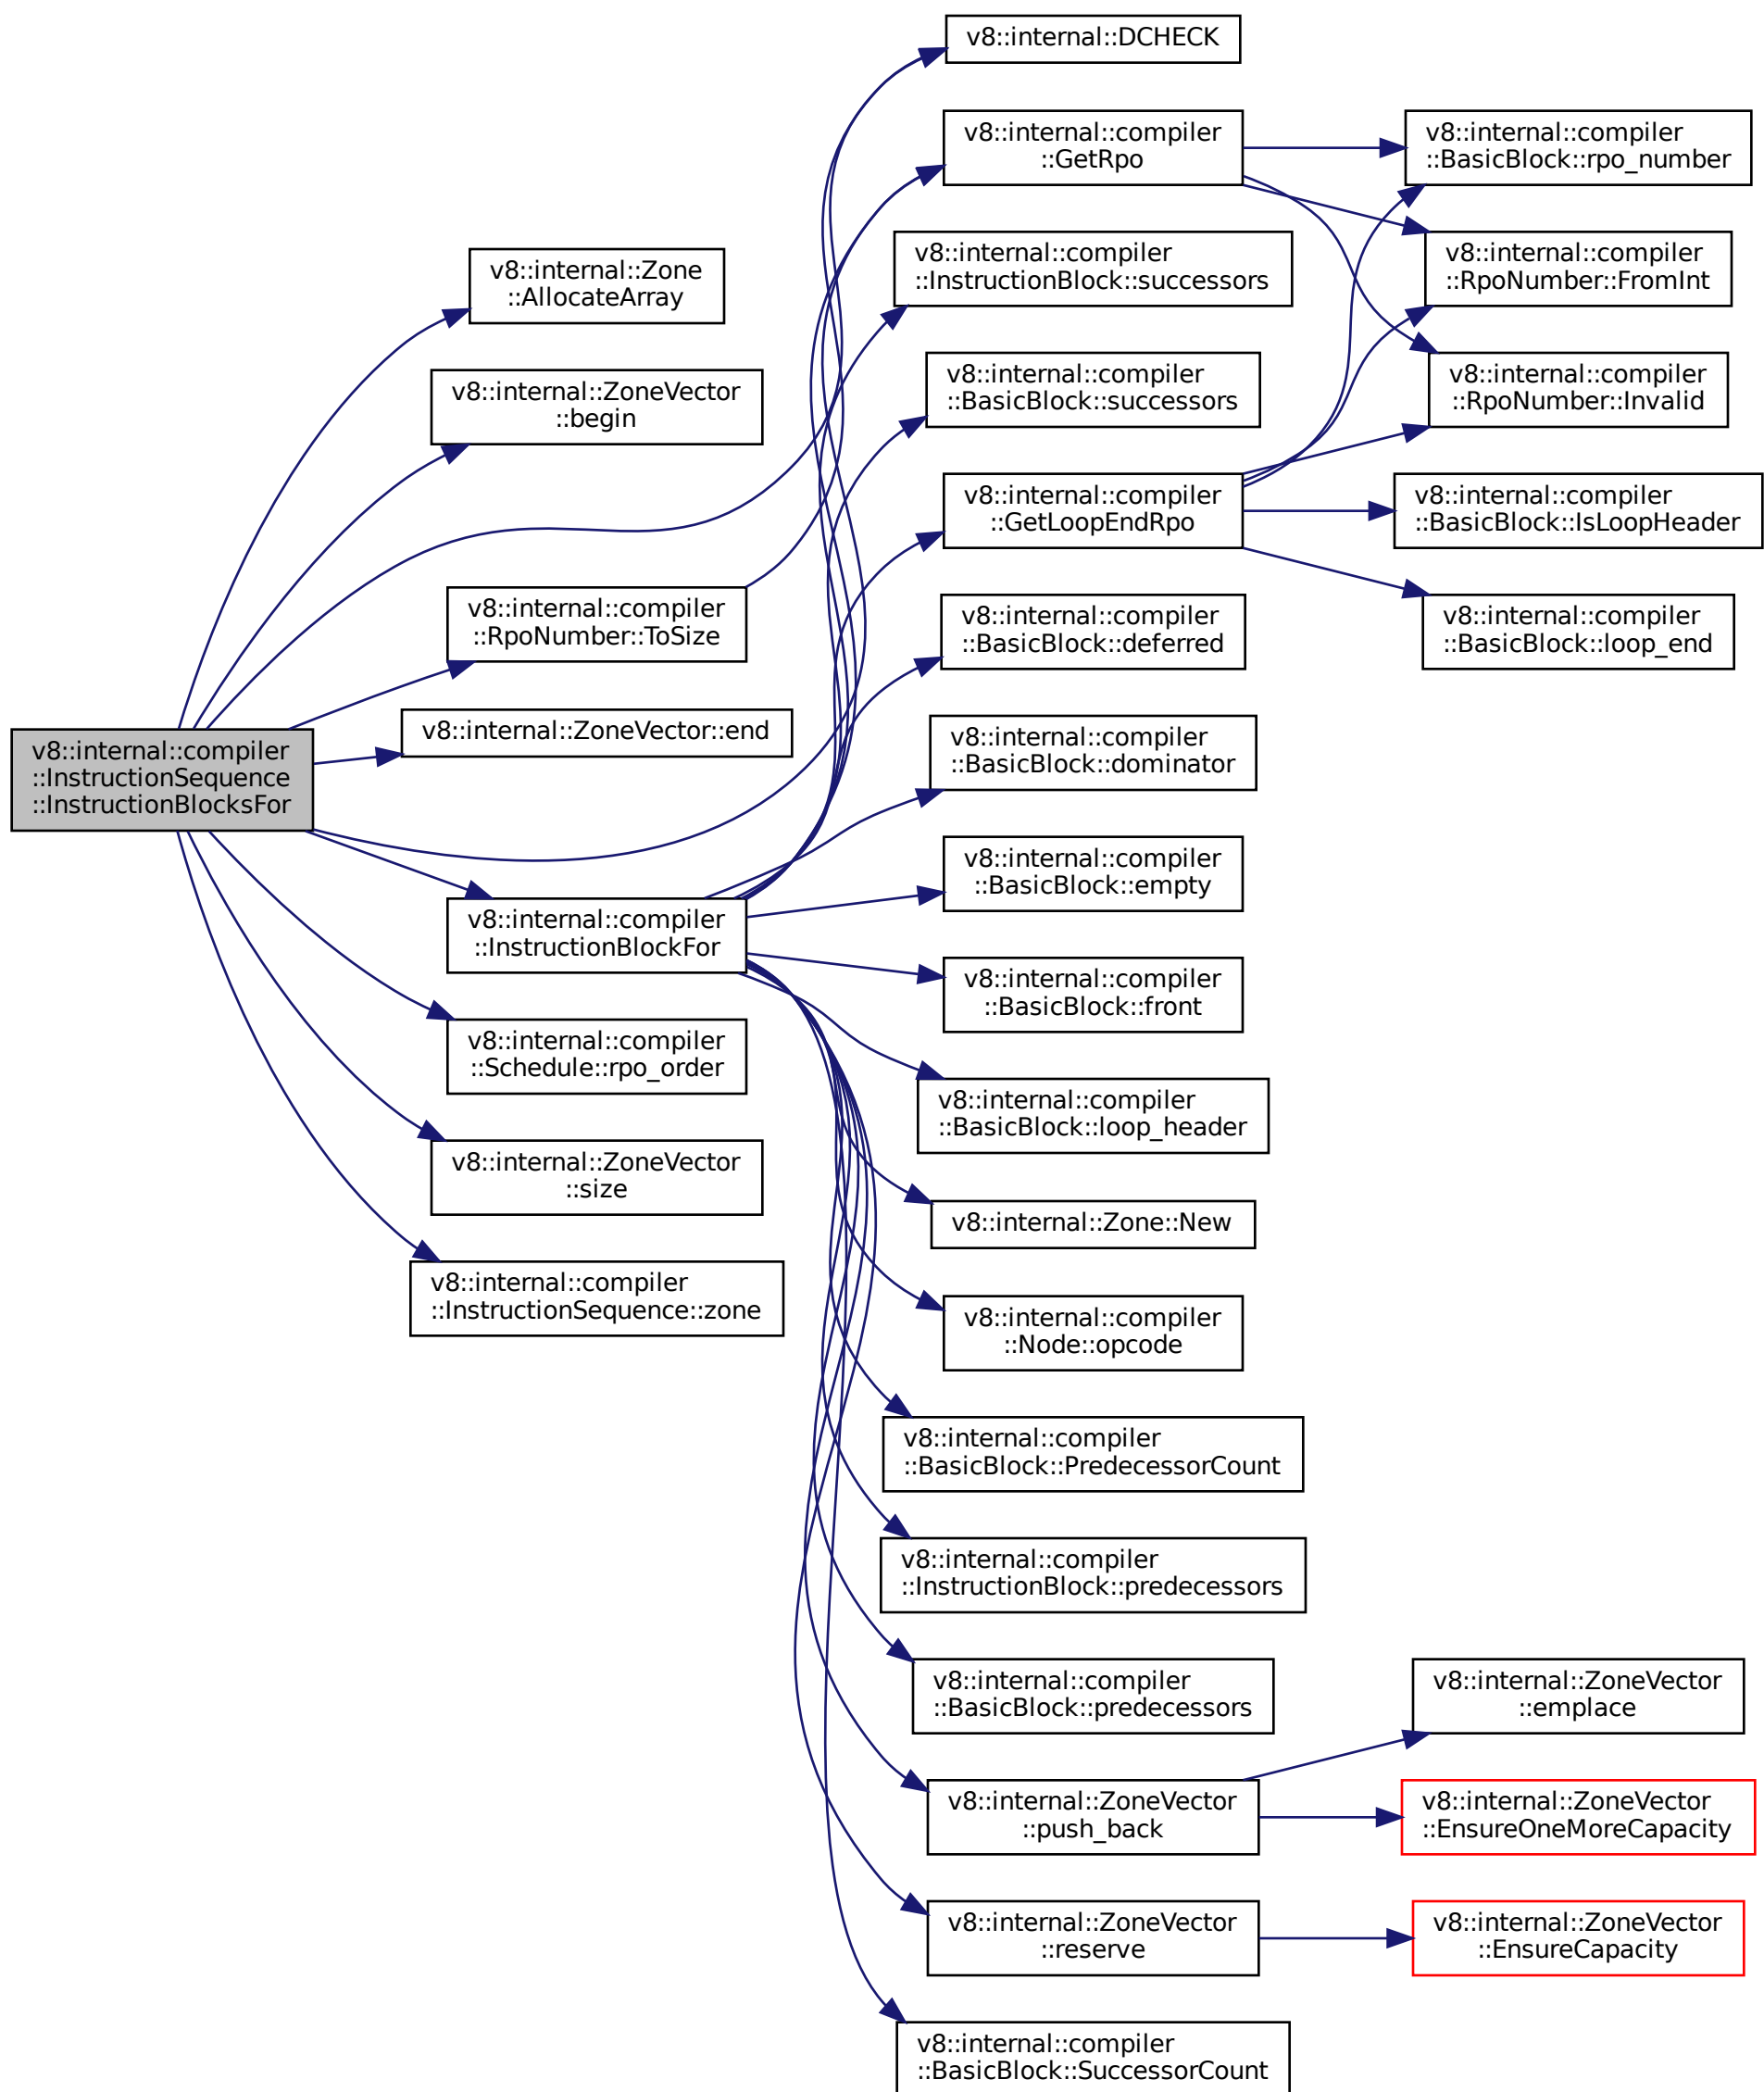 v8::internal::DCHECK
v8::internal::compiler
::GetRpo
v8::internal::compiler
::BasicBlock::rpo_number
v8::internal::compiler
::InstructionBlock::successors
v8::internal::compiler
::RpoNumber::FromInt
v8::internal::Zone
::AllocateArray
v8::internal::compiler
::BasicBlock::successors
v8::internal::compiler
::RpoNumber::Invalid
v8::internal::ZoneVector
::begin
v8::internal::compiler
::GetLoopEndRpo
v8::internal::compiler
::BasicBlock::IsLoopHeader
v8::internal::compiler
::RpoNumber::ToSize
v8::internal::compiler
::BasicBlock::deferred
v8::internal::compiler
::BasicBlock::loop_end
v8::internal::ZoneVector::end
v8::internal::compiler
::BasicBlock::dominator
v8::internal::compiler
::InstructionSequence
::InstructionBlocksFor
v8::internal::compiler
::BasicBlock::empty
v8::internal::compiler
::InstructionBlockFor
v8::internal::compiler
::BasicBlock::front
v8::internal::compiler
::Schedule::rpo_order
v8::internal::compiler
::BasicBlock::loop_header
v8::internal::ZoneVector
::size
v8::internal::Zone::New
v8::internal::compiler
::InstructionSequence::zone
v8::internal::compiler
::Node::opcode
v8::internal::compiler
::BasicBlock::PredecessorCount
v8::internal::compiler
::InstructionBlock::predecessors
v8::internal::compiler
::BasicBlock::predecessors
v8::internal::ZoneVector
::emplace
v8::internal::ZoneVector
::push_back
v8::internal::ZoneVector
::EnsureOneMoreCapacity
v8::internal::ZoneVector
::reserve
v8::internal::ZoneVector
::EnsureCapacity
v8::internal::compiler
::BasicBlock::SuccessorCount